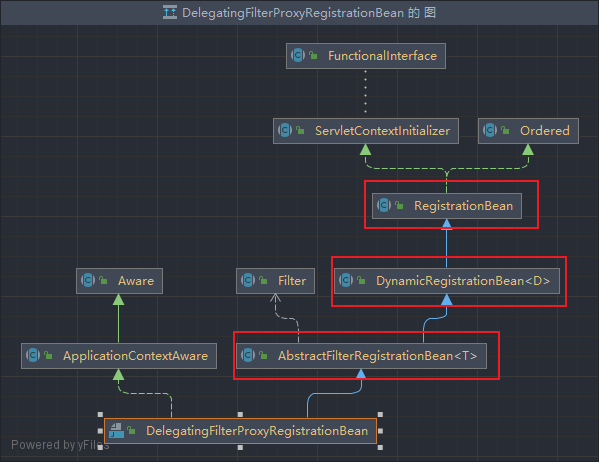 DelegatingFilterProxyRegistrationBean 的 图
FunctionalInterface
ServletContextInitializer
Ordered
RegistrationBean
Aware
Filter
DynamicRegistrationBean<D>
ApplicationContextAware
AbstractFilterRegistrationBean<T>
DelegatingFilterProxyRegistrationBean
Powered by yFiles